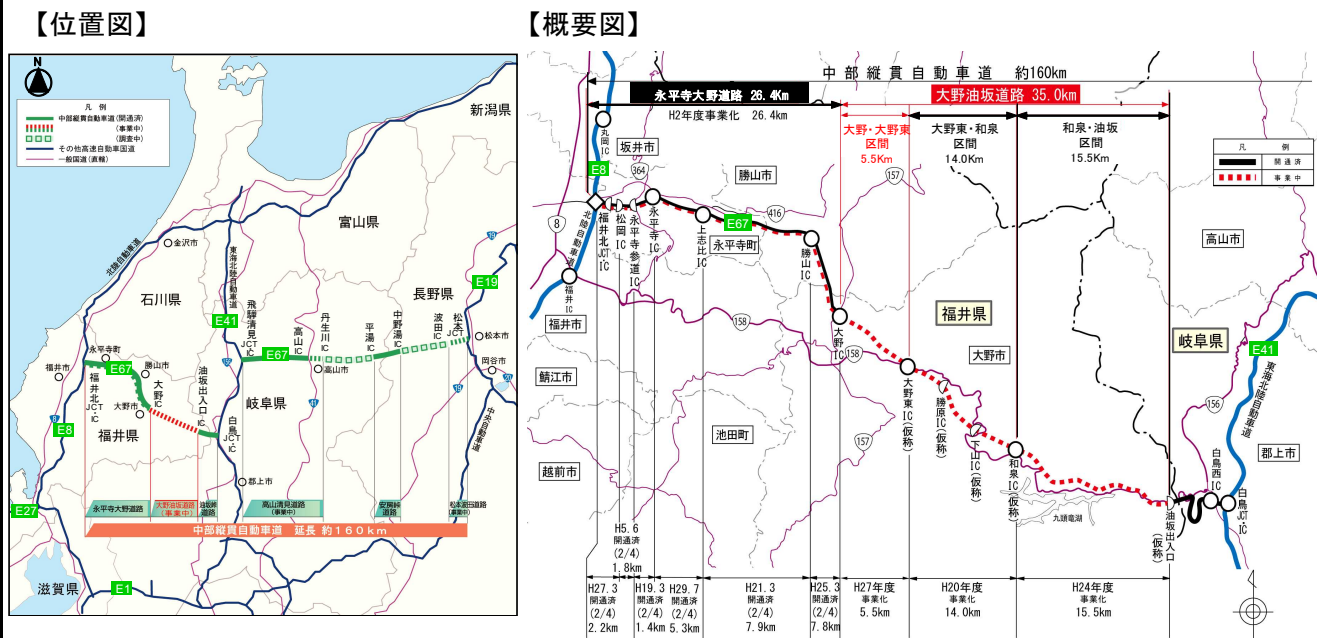 【位置図】
N
凡 例
中部縦貫自動車道(開通済)
(事業中)
(調査中)
その他高速自動車国道
一般国道(直轄)
新潟県
富山県
石川県
長野県
岐阜県
福井県
滋賀県
金沢市
北陸自動車道
東海北陸自動車道
中央自動車道
E41
E19
E67
E67
E8
E27
E1
飛騨清見JCT・IC
高山IC
丹生川IC
平湯IC
中野湯IC
波田IC
松本JCT
松本市
岡谷市
高山市
永平寺町
勝山市
福井市
大野市
福井北JCT・IC
大野IC
油坂出入口IC
白鳥JCT・IC
郡上市
19
19
20
41
8
永平寺大野道路
大野油坂道路
(事業中)
油坂峠
道路
高山清見道路
(事業中)
安房峠
道路
松本波田道路
(事業中)
中部縦貫自動車道 延長 約160km
【概要図】
中部縦貫自動車道 約160km
永平寺大野道路 26.4Km
大野油坂道路 35.0km
H2年度事業化 26.4km
大野・大野東
区間
5.5Km
大野東・和泉
区間
14.0Km
和泉・油坂
区間
15.5Km
凡 例
開通済
事業中
丸岡IC
坂井市
E8
364
勝山市
157
416
E67
永平寺町
8
北陸自動車道
福井北JCT・IC
松岡IC
永平寺参道IC
永平寺IC
上志比IC
勝山IC
大野IC
福井IC
福井市
鯖江市
越前市
池田町
158
158
157
福井県
大野市
大野東IC(仮称)
勝原IC(仮称)
下山IC(仮称)
和泉IC(仮称)
九頭竜湖
油坂出入口(仮称)
高山市
岐阜県
E41
東海北陸自動車道
156
郡上市
白鳥西IC
白鳥JCT・IC
H27.3
開通済
(2/4)
2.2km
H5.6
開通済
(2/4)
1.8km
H19.3
開通済
(2/4)
1.4km
H29.7
開通済
(2/4)
5.3km
H21.3
開通済
(2/4)
7.9km
H25.3
開通済
(2/4)
7.8km
H27年度
事業化
5.5km
H20年度
事業化
14.0km
H24年度
事業化
15.5km